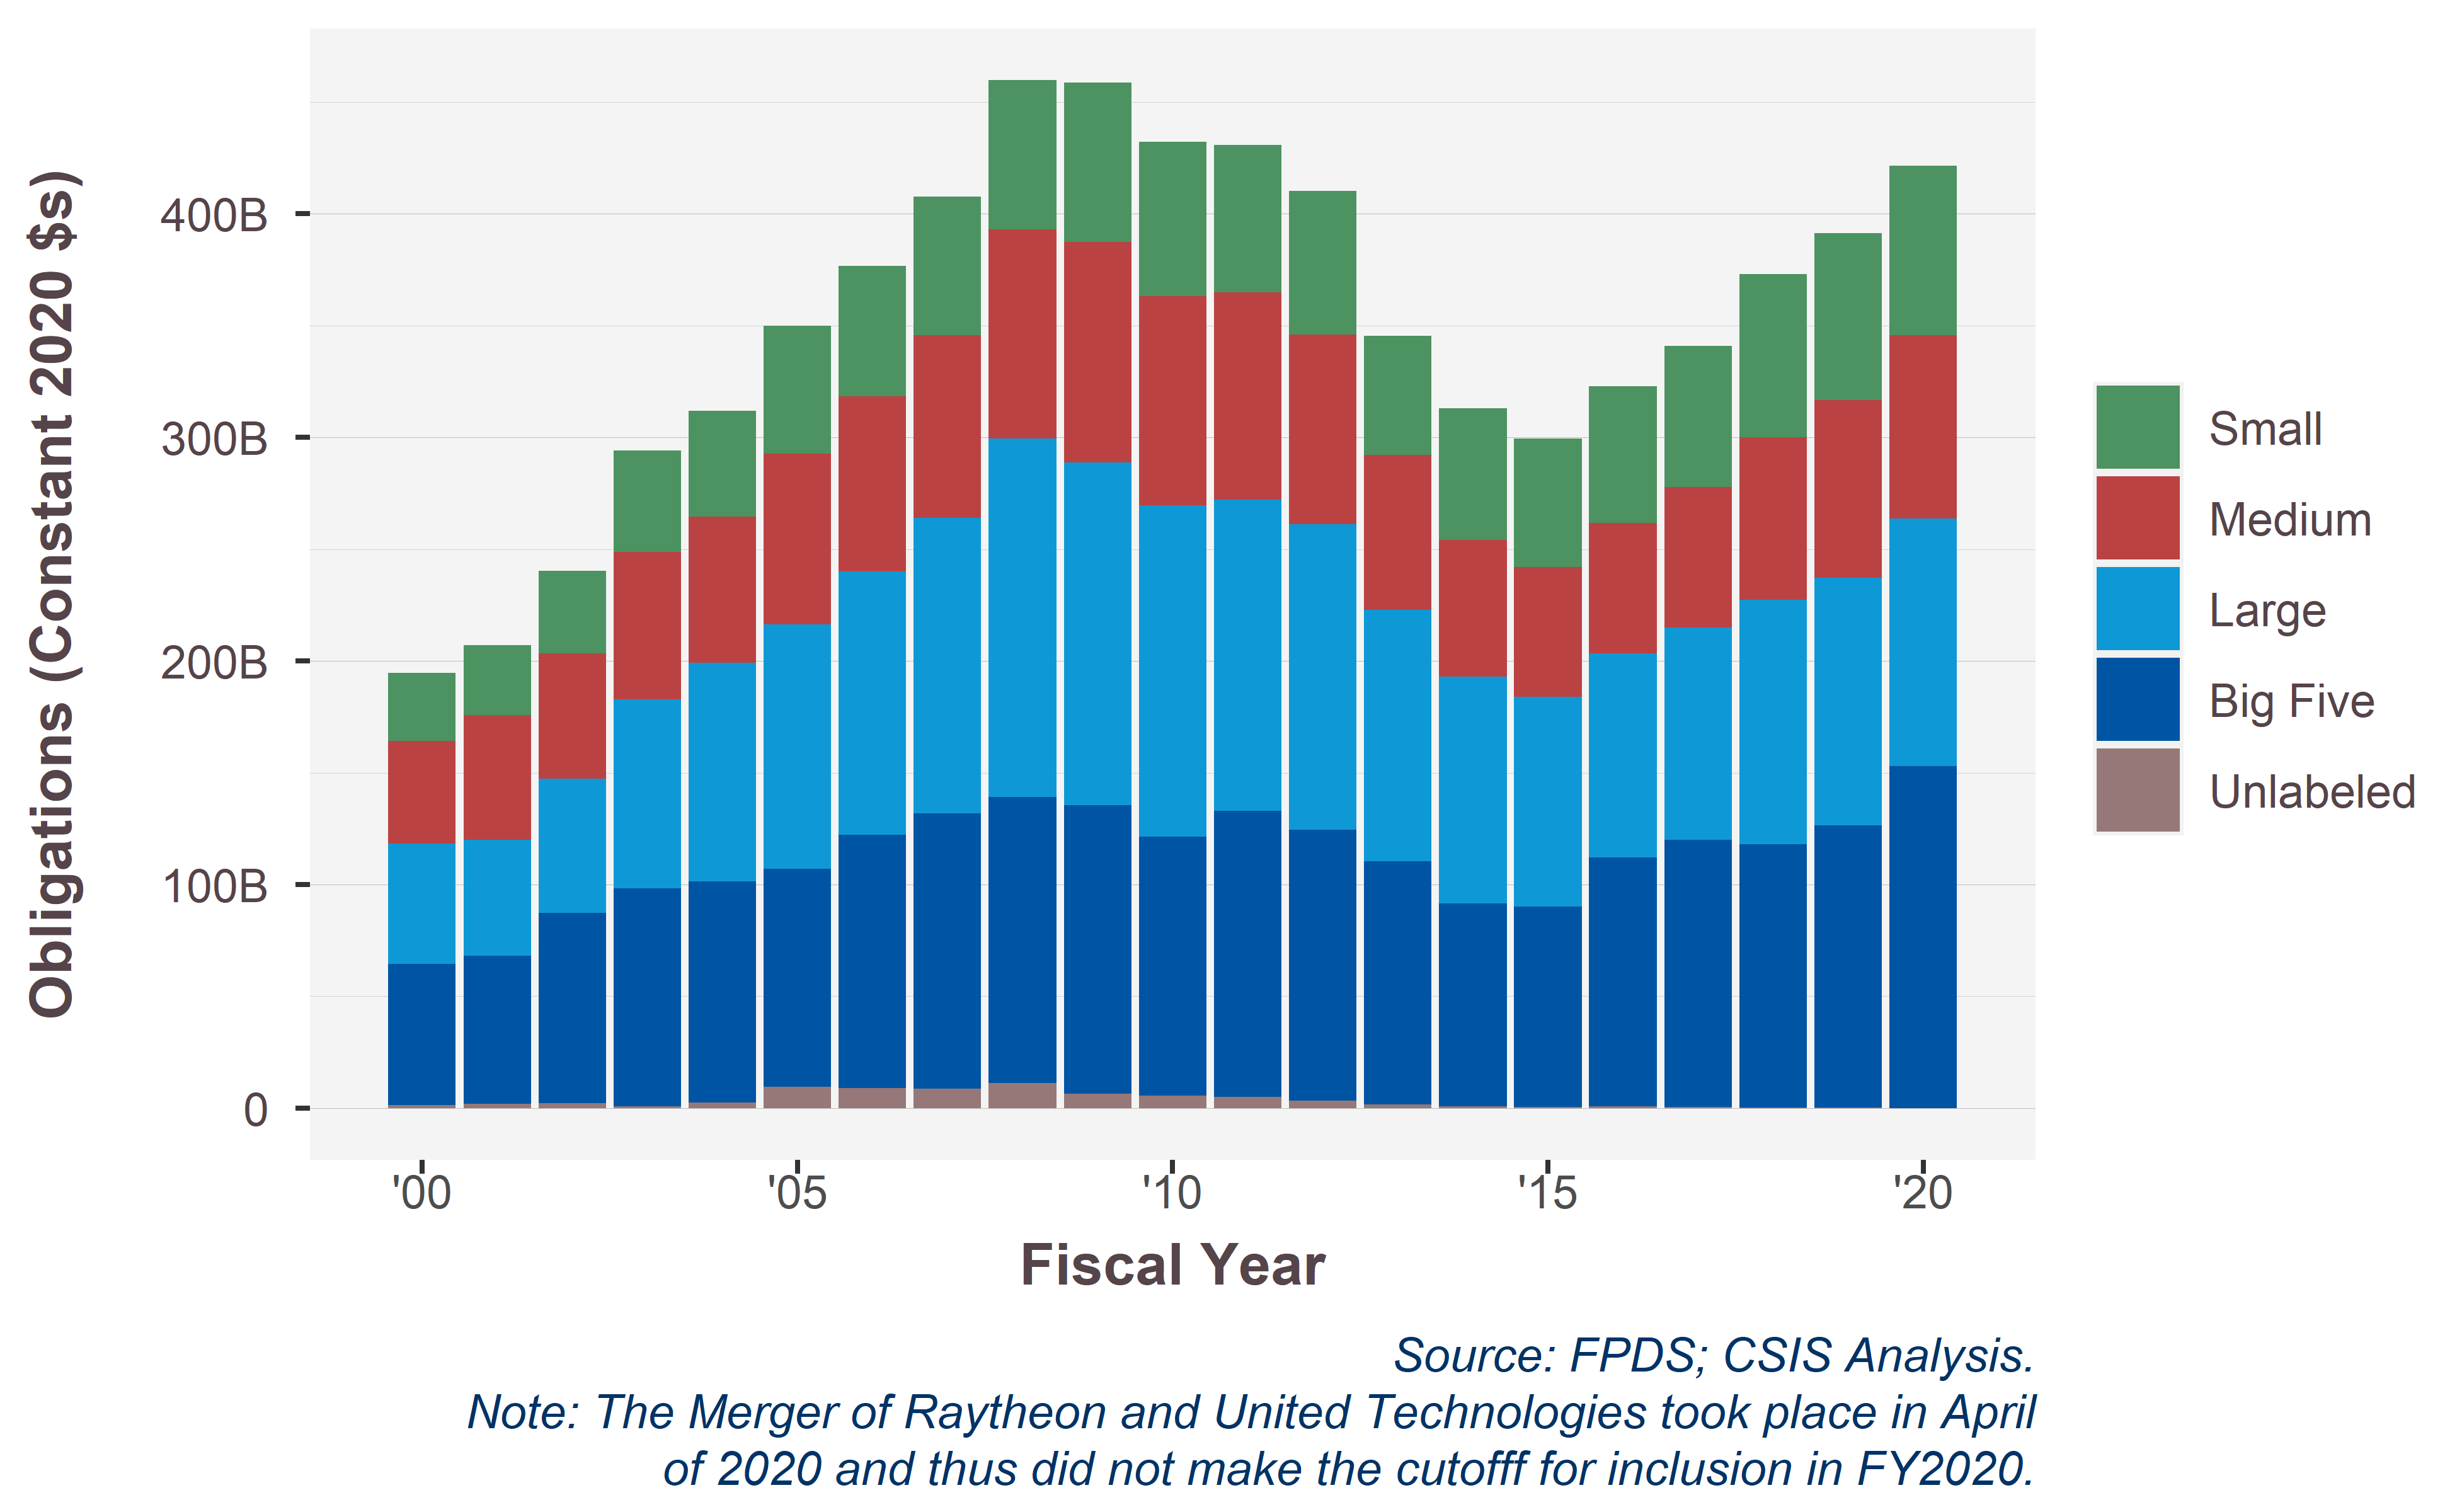 Obligations (Constant 2020 $s)
400B
300B
200B
100B
0
'00
'05
'10
'15
'20
Fiscal Year
Small
Medium
Large
Big Five
Unlabeled
Source: FPDS; CSIS Analysis.
Note: The Merger of Raytheon and United Technologies took place in April
of 2020 and thus did not make the cutofff for inclusion in FY2020.